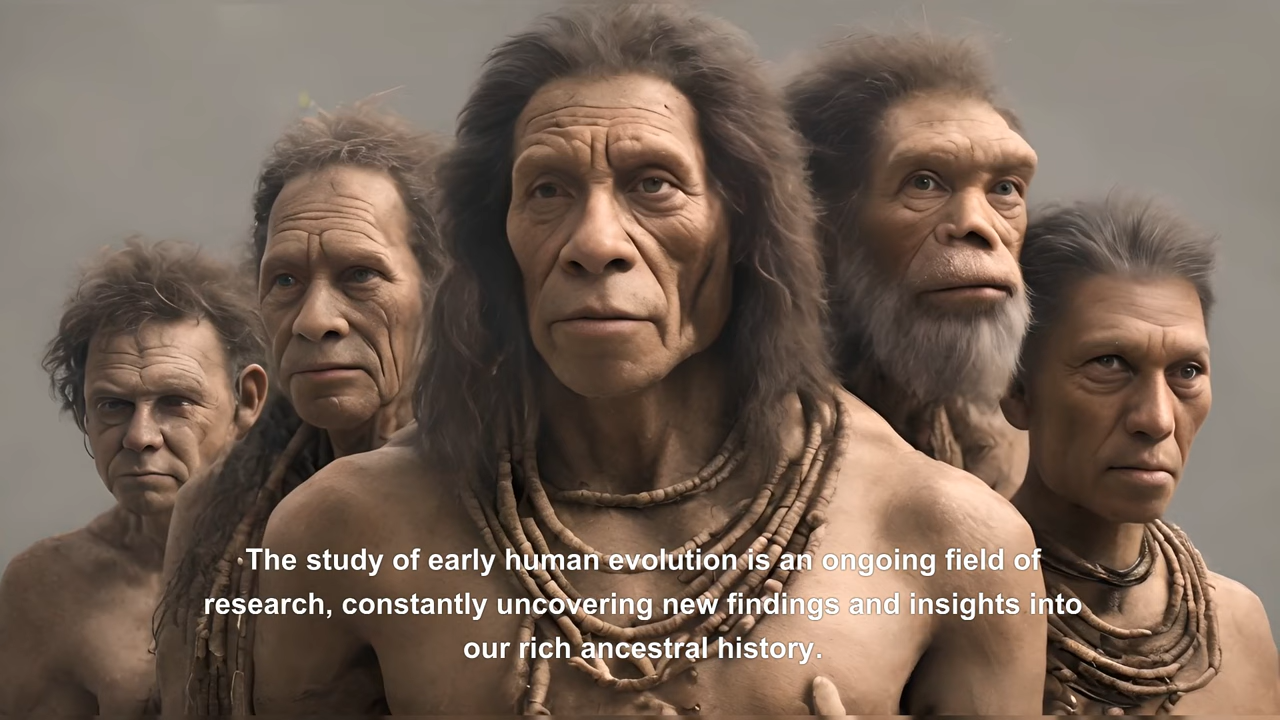 The study of early human evolution is an ongoing field of
research, constantly uncovering new findings and insights into
our rich ancestral history.